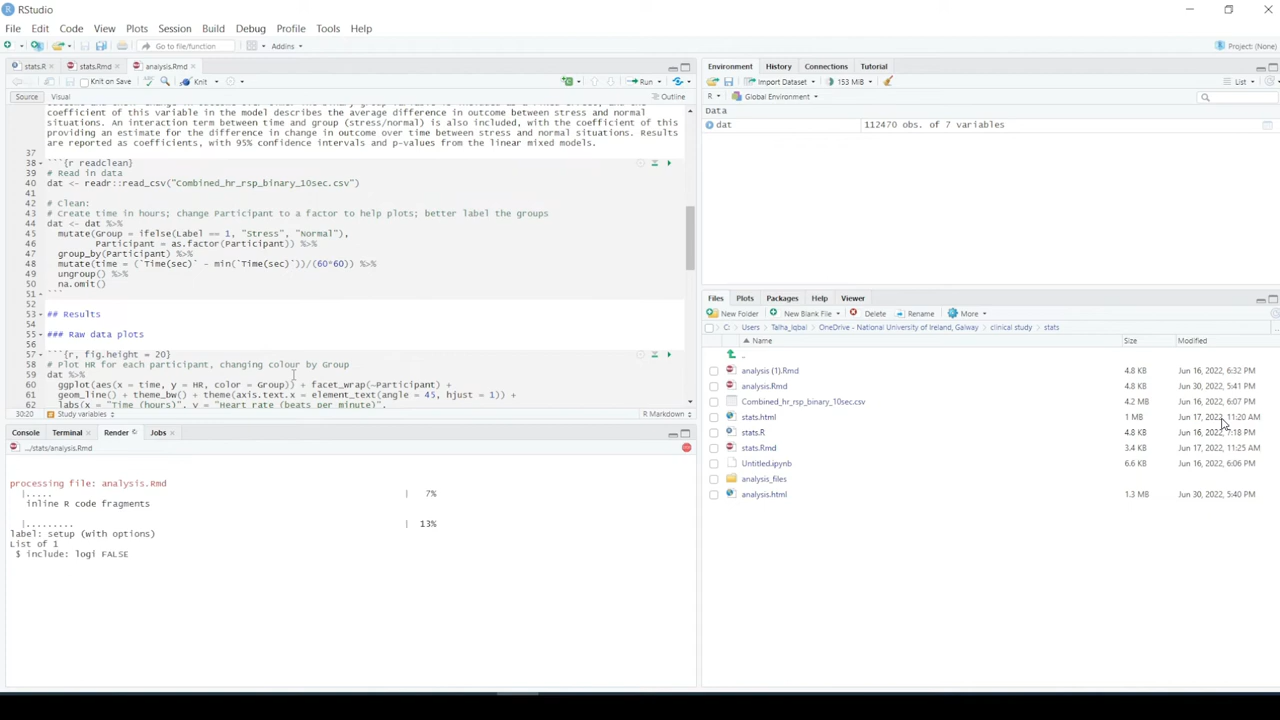 RStudio
File Edit Code View Plots Session Build Debug Profile Tools Help
Go to file/function Addins Project: (None)
stats.R stats.Rmd analysis.Rmd
Knit on Save Knit Run
Source Visual Outline
coefficient of this variable in the model describes the average difference in outcome between stress and normal
situations. An interaction term between time and group (stress/normal) is also included, with the coefficient of this
providing an estimate for the difference in change in outcome over time between stress and normal situations. Results
are reported as coefficients, with 95% confidence intervals and p-values from the linear mixed models.
37
38 ```{r readclean}
39 # Read in data
40 dat <- readr::read_csv("Combined_hr_rsp_binary_10sec.csv")
41
42 # Clean:
43 # Create time in hours; change Participant to a factor to help plots; better label the groups
44 dat <- dat %>%
45 mutate(Group = ifelse(Label == 1, "Stress", "Normal"),
46 Participant = as.factor(Participant)) %>%
47 group_by(Participant) %>%
48 mutate(time = (`Time(sec)` - min(`Time(sec)`))/(60*60)) %>%
49 ungroup() %>%
50 na.omit()
51 ```
52
53 ## Results
54
55 ### Raw data plots
56
57 ```{r, fig.height = 20}
58 # Plot HR for each participant, changing colour by Group
59 dat %>%
60 ggplot(aes(x = time, y = HR, color = Group)) + facet_wrap(~Participant) +
61 geom_line() + theme_bw() + theme(axis.text.x = element_text(angle = 45, hjust = 1)) +
62 labs(x = "Time (hours)", y = "Heart rate (beats per minute)",
30:20 Study variables R Markdown
Console Terminal Render Jobs
.../stats/analysis.Rmd
processing file: analysis.Rmd
|..... | 7%
inline R code fragments
|......... | 13%
label: setup (with options)
List of 1
$ include: logi FALSE
Environment History Connections Tutorial
Import Dataset 153 MiB List
R Global Environment
Data
dat 112470 obs. of 7 variables
Files Plots Packages Help Viewer
New Folder New Blank File Delete Rename More
C: Users Talha_Iqbal OneDrive - National University of Ireland, Galway clinical study stats
Name Size Modified
..
analysis (1).Rmd 4.8 KB Jun 16, 2022, 6:32 PM
analysis.Rmd 4.8 KB Jun 30, 2022, 5:41 PM
Combined_hr_rsp_binary_10sec.csv 4.2 MB Jun 16, 2022, 6:07 PM
stats.html 1 MB Jun 17, 2022, 11:20 AM
stats.R 4.8 KB Jun 16, 2022, 7:18 PM
stats.Rmd 3.4 KB Jun 17, 2022, 11:25 AM
Untitled.ipynb 6.6 KB Jun 16, 2022, 6:06 PM
analysis_files
analysis.html 1.3 MB Jun 30, 2022, 5:40 PM